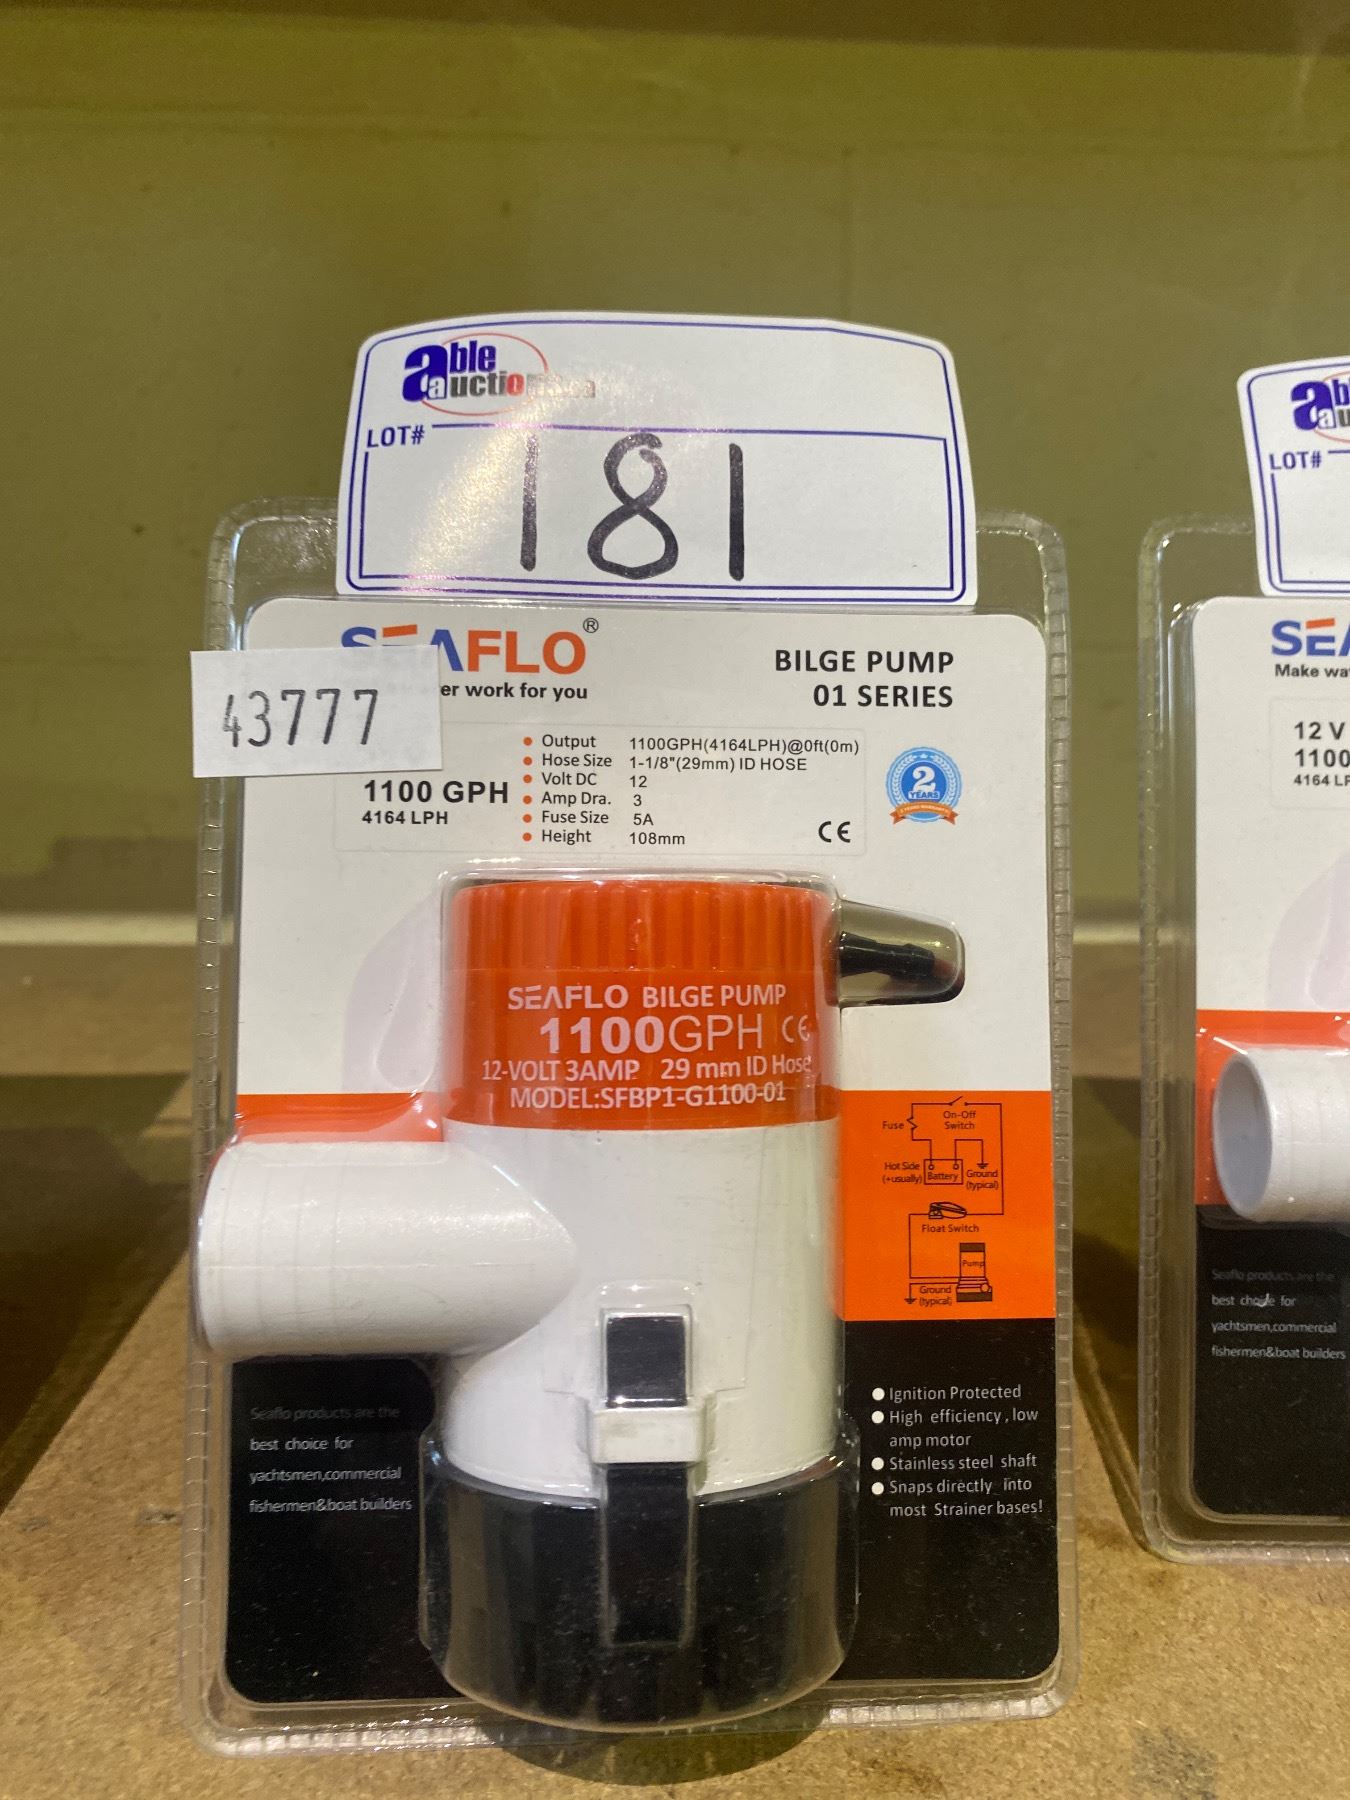 able
auctions.ca
LOT#
181
SEAFLO®
er work for you
43777
BILGE PUMP
01 SERIES
1100 GPH
4164 LPH
Output 1100GPH(4164LPH)@0ft(0m)
Hose Size 1-1/8"(29mm) ID HOSE
Volt DC 12
Amp Dra. 3
Fuse Size 5A
Height 108mm
CE
2
YEARS
SEAFLO BILGE PUMP
1100GPH CE
12-VOLT 3AMP 29 mm ID Hose
MODEL:SFBP1-G1100-01
Fuse
On-Off
Switch
Hot Side
(+usually)
Battery
Ground
(typical)
Float Switch
Pump
Ground
(typical)
Seaflo products are the
best choice for
yachtsmen,commercial
fishermen&boat builders
Ignition Protected
High efficiency, low
amp motor
Stainless steel shaft
Snaps directly into
most Strainer bases!
LOT#
Make wa
12 V
1100
4164 LP
Seaflo products are the
best choice for
yachtsmen,commercial
fishermen&boat builders